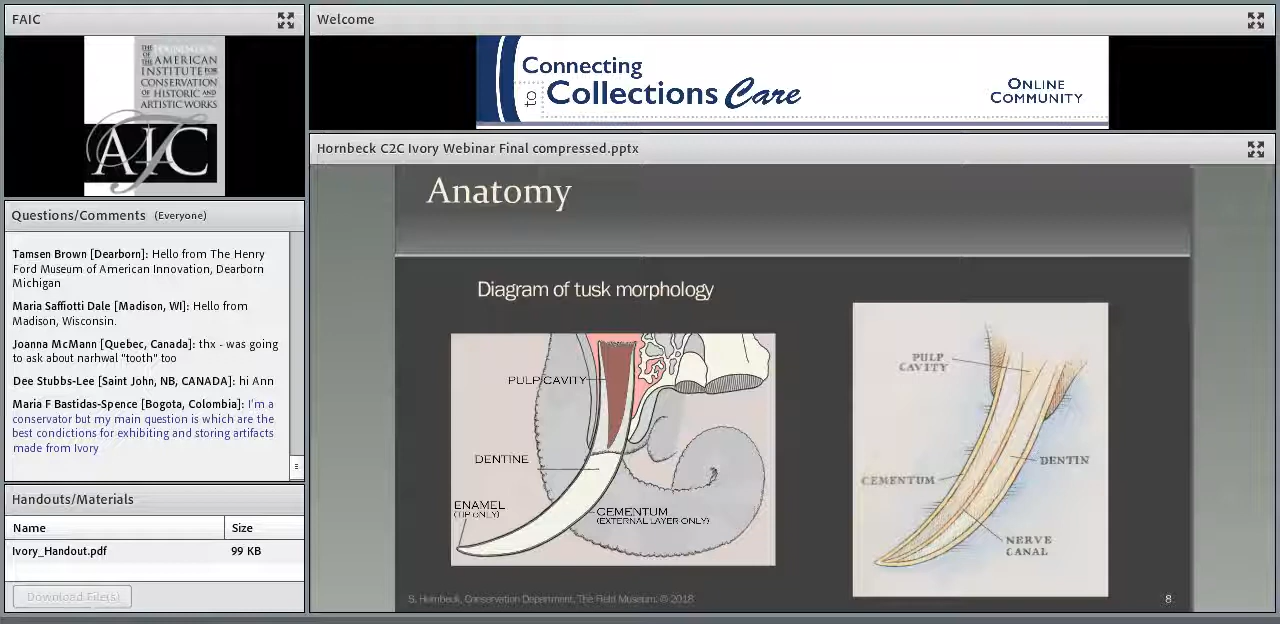 FAIC
THE
FOUNDATION
OF THE AMERICAN
INSTITUTE FOR
CONSERVATION
OF HISTORIC AND
ARTISTIC WORKS
AIC
Questions/Comments (Everyone)
Tamsen Brown [Dearborn]: Hello from The Henry
Ford Museum of American Innovation, Dearborn
Michigan
Maria Saffiotti Dale [Madison, WI]: Hello from
Madison, Wisconsin.
Joanna McMann [Quebec, Canada]: thx - was going
to ask about narhwal "tooth" too
Dee Stubbs-Lee [Saint John, NB, CANADA]: hi Ann
Maria F Bastidas-Spence [Bogota, Colombia]: I'm a
conservator but my main question is which are the
best condictions for exhibiting and storing artifacts
made from Ivory
Handouts/Materials
Name Size
Ivory_Handout.pdf 99 KB
Download File(s)
Welcome
Connecting
to Collections Care
ONLINE
COMMUNITY
Hornbeck C2C Ivory Webinar Final compressed.pptx
Anatomy
Diagram of tusk morphology
PULP CAVITY
DENTINE
ENAMEL
(TIP ONLY)
CEMENTUM
(EXTERNAL LAYER ONLY)
PULP
CAVITY
DENTIN
CEMENTUM
NERVE
CANAL
S. Hornbeck, Conservation Department, The Field Museum. © 2018
8